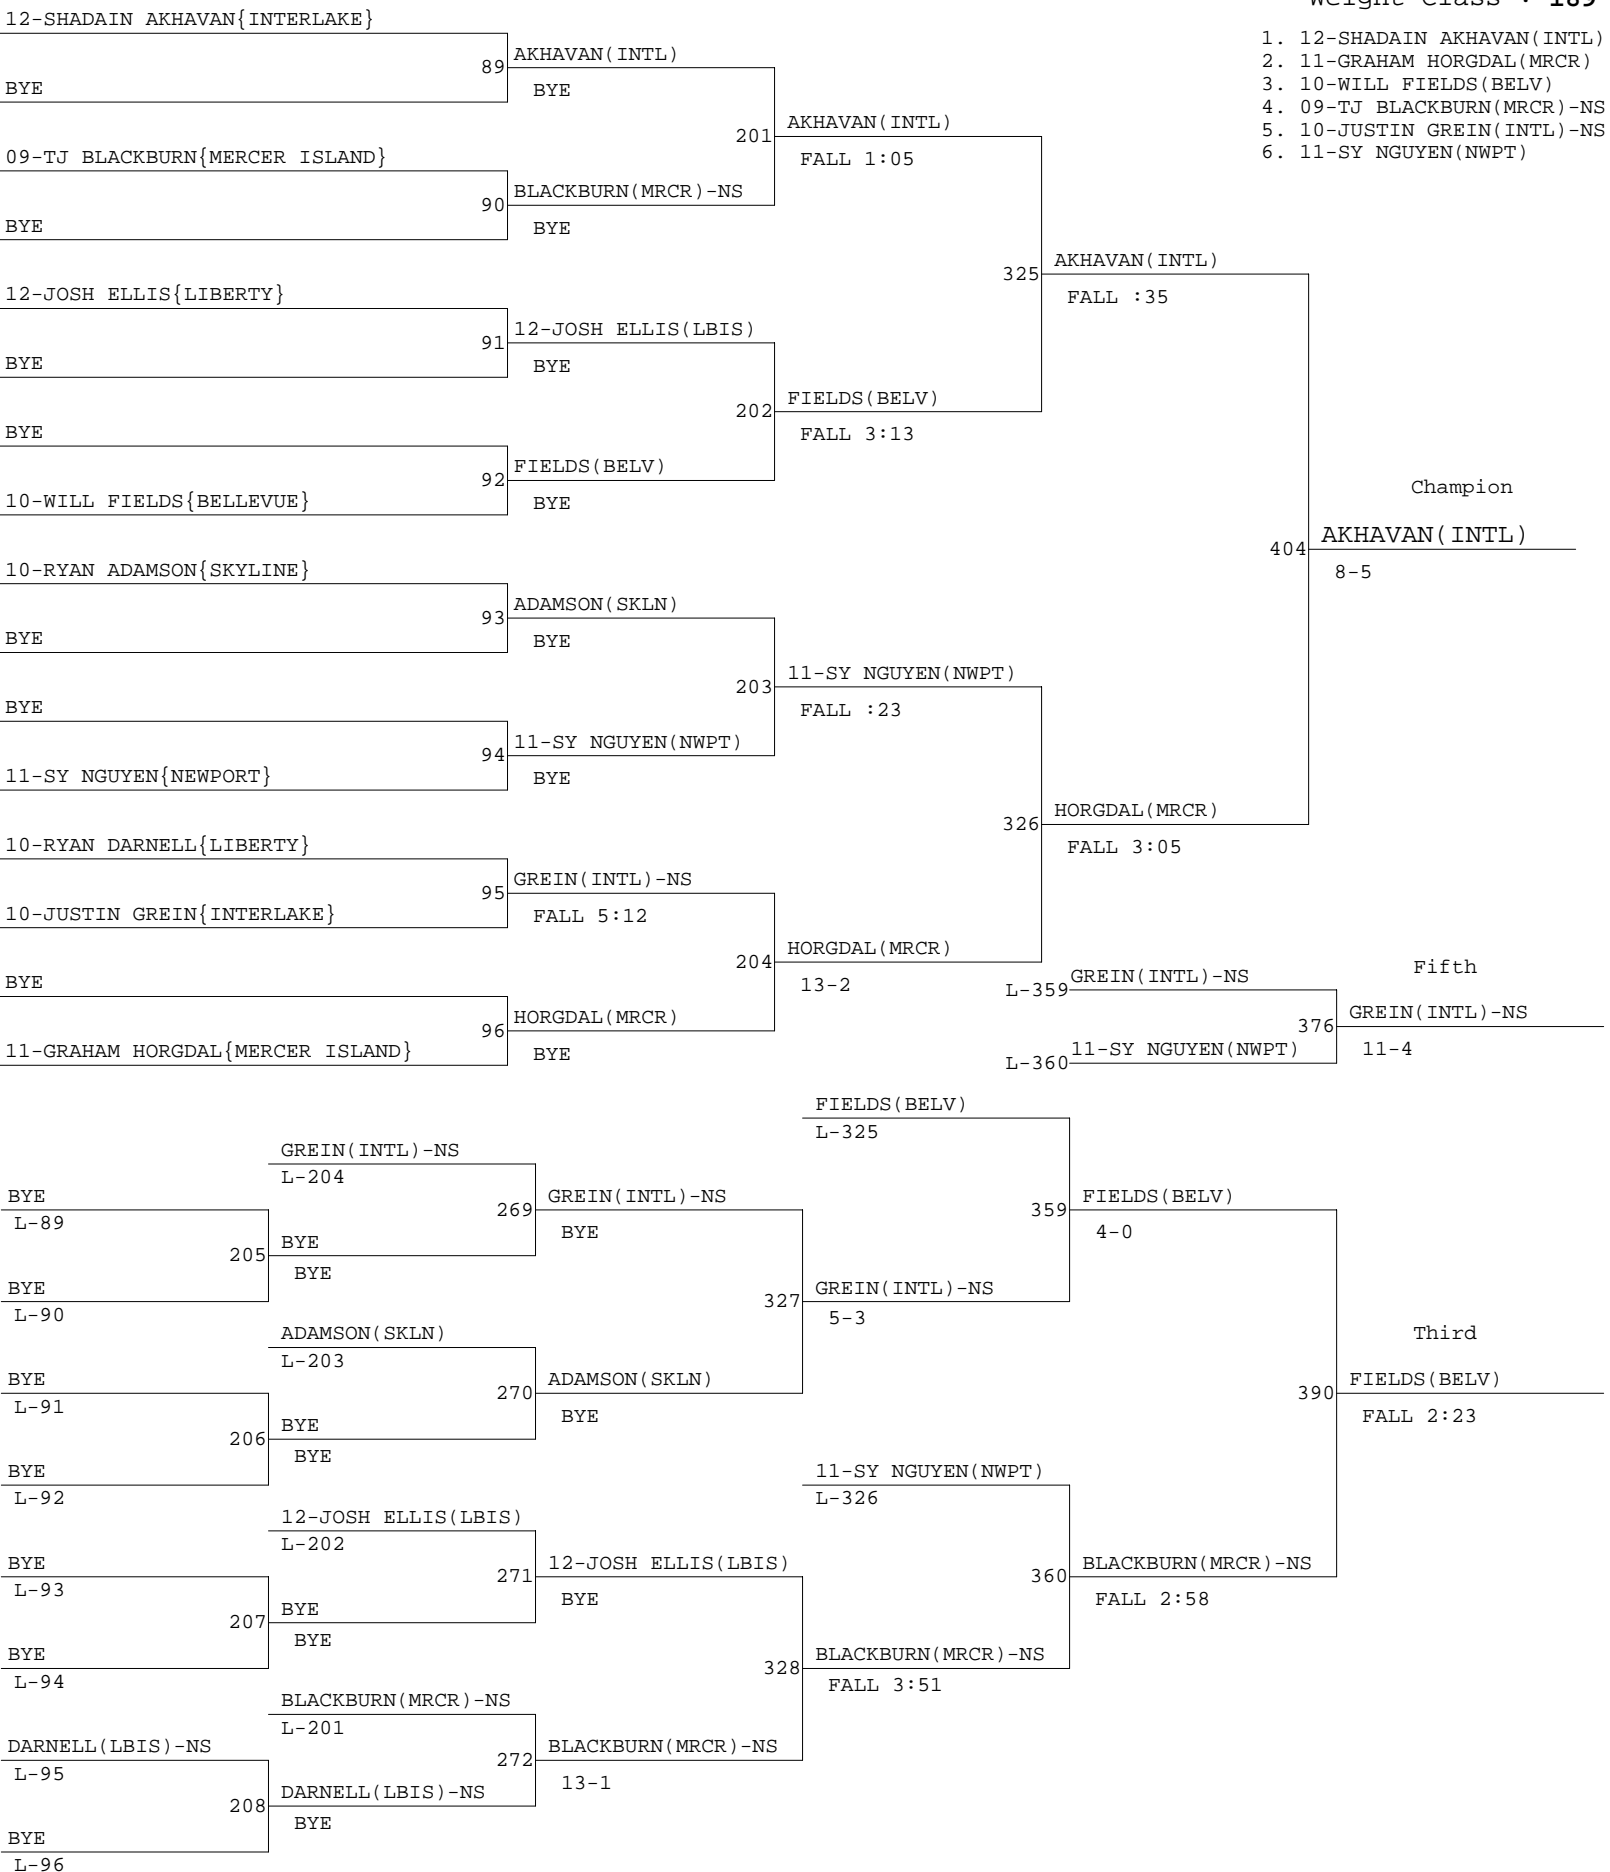 Weight Class : 189
1. 12-SHADAIN AKHAVAN(INTL)
2. 11-GRAHAM HORGDAL(MRCR)
3. 10-WILL FIELDS(BELV)
4. 09-TJ BLACKBURN(MRCR)-NS
5. 10-JUSTIN GREIN(INTL)-NS
6. 11-SY NGUYEN(NWPT)
12-SHADAIN AKHAVAN{INTERLAKE}
89 AKHAVAN(INTL)
BYE
BYE
201 AKHAVAN(INTL)
FALL 1:05
09-TJ BLACKBURN{MERCER ISLAND}
90 BLACKBURN(MRCR)-NS
BYE
BYE
325 AKHAVAN(INTL)
FALL :35
12-JOSH ELLIS{LIBERTY}
91 12-JOSH ELLIS(LBIS)
BYE
BYE
202 FIELDS(BELV)
FALL 3:13
BYE
92 FIELDS(BELV)
10-WILL FIELDS{BELLEVUE}
BYE
Champion
404 AKHAVAN(INTL)
8-5
10-RYAN ADAMSON{SKYLINE}
93 ADAMSON(SKLN)
BYE
BYE
203 11-SY NGUYEN(NWPT)
FALL :23
BYE
94 11-SY NGUYEN(NWPT)
11-SY NGUYEN{NEWPORT}
BYE
326 HORGDAL(MRCR)
FALL 3:05
10-RYAN DARNELL{LIBERTY}
95 GREIN(INTL)-NS
10-JUSTIN GREIN{INTERLAKE}
FALL 5:12
204 HORGDAL(MRCR)
13-2
BYE
96 HORGDAL(MRCR)
11-GRAHAM HORGDAL{MERCER ISLAND}
BYE
Fifth
L-359 GREIN(INTL)-NS
376 GREIN(INTL)-NS
L-360 11-SY NGUYEN(NWPT)
11-4
FIELDS(BELV)
L-325
GREIN(INTL)-NS
L-204
BYE
L-89
269 GREIN(INTL)-NS
BYE
359 FIELDS(BELV)
4-0
205 BYE
BYE
BYE
L-90
327 GREIN(INTL)-NS
5-3
ADAMSON(SKLN)
L-203
Third
BYE
L-91
270 ADAMSON(SKLN)
BYE
390 FIELDS(BELV)
FALL 2:23
206 BYE
BYE
BYE
L-92
11-SY NGUYEN(NWPT)
L-326
12-JOSH ELLIS(LBIS)
L-202
BYE
L-93
271 12-JOSH ELLIS(LBIS)
BYE
360 BLACKBURN(MRCR)-NS
FALL 2:58
207 BYE
BYE
BYE
L-94
328 BLACKBURN(MRCR)-NS
FALL 3:51
BLACKBURN(MRCR)-NS
L-201
DARNELL(LBIS)-NS
L-95
272 BLACKBURN(MRCR)-NS
13-1
208 DARNELL(LBIS)-NS
BYE
BYE
L-96